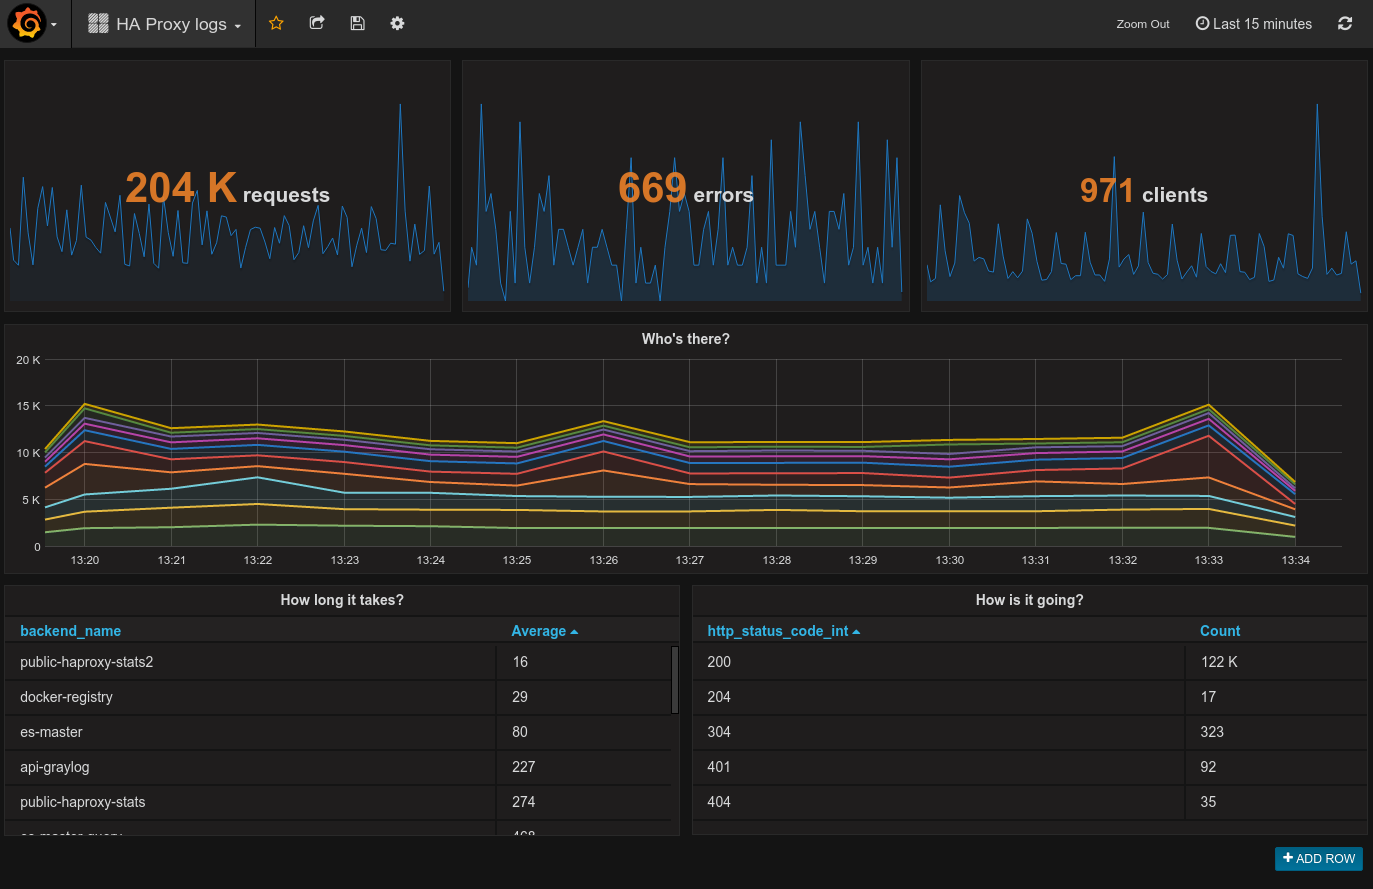 HA Proxy logs
Zoom Out
Last 15 minutes
204 K requests
669 errors
971 clients
Who's there?
20 K
15 K
10 K
5 K
0
13:20 13:21 13:22 13:23 13:24 13:25 13:26 13:27 13:28 13:29 13:30 13:31 13:32 13:33 13:34
How long it takes?
backend_name Average
public-haproxy-stats2 16
docker-registry 29
es-master 80
api-graylog 227
public-haproxy-stats 274
es-master-query 468
How is it going?
http_status_code_int Count
200 122 K
204 17
304 323
401 92
404 35
+ ADD ROW